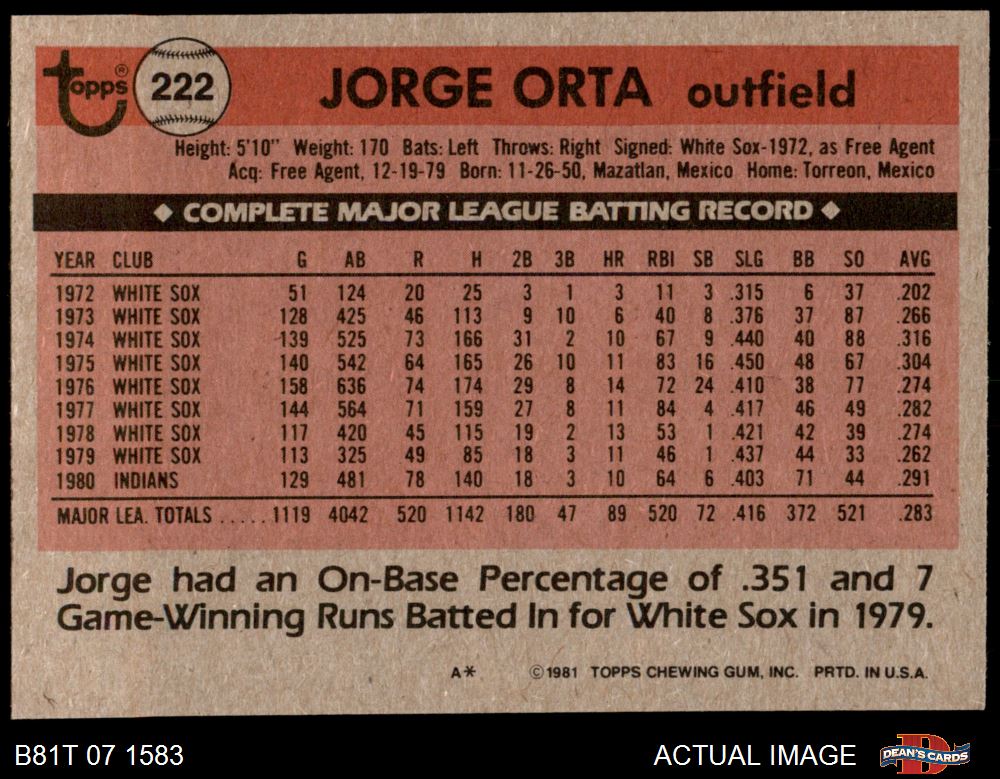 topps® 222 JORGE ORTA outfield
Height: 5'10" Weight: 170 Bats: Left Throws: Right Signed: White Sox-1972, as Free Agent
Acq: Free Agent, 12-19-79 Born: 11-26-50, Mazatlan, Mexico Home: Torreon, Mexico
◆ COMPLETE MAJOR LEAGUE BATTING RECORD ◆
YEAR CLUB G AB R H 2B 3B HR RBI SB SLG BB SO AVG
1972 WHITE SOX 51 124 20 25 3 1 3 11 3 .315 6 37 .202
1973 WHITE SOX 128 425 46 113 9 10 6 40 8 .376 37 87 .266
1974 WHITE SOX 139 525 73 166 31 2 10 67 9 .440 40 88 .316
1975 WHITE SOX 140 542 64 165 26 10 11 83 16 .450 48 67 .304
1976 WHITE SOX 158 636 74 174 29 8 14 72 24 .410 38 77 .274
1977 WHITE SOX 144 564 71 159 27 8 11 84 4 .417 46 49 .282
1978 WHITE SOX 117 420 45 115 19 2 13 53 1 .421 42 39 .274
1979 WHITE SOX 113 325 49 85 18 3 11 46 1 .437 44 33 .262
1980 INDIANS 129 481 78 140 18 3 10 64 6 .403 71 44 .291
MAJOR LEA. TOTALS ..... 1119 4042 520 1142 180 47 89 520 72 .416 372 521 .283
Jorge had an On-Base Percentage of .351 and 7
Game-Winning Runs Batted In for White Sox in 1979.
A* ©1981 TOPPS CHEWING GUM, INC. PRTD. IN U.S.A.
B81T 07 1583 ACTUAL IMAGE DEAN'S CARDS